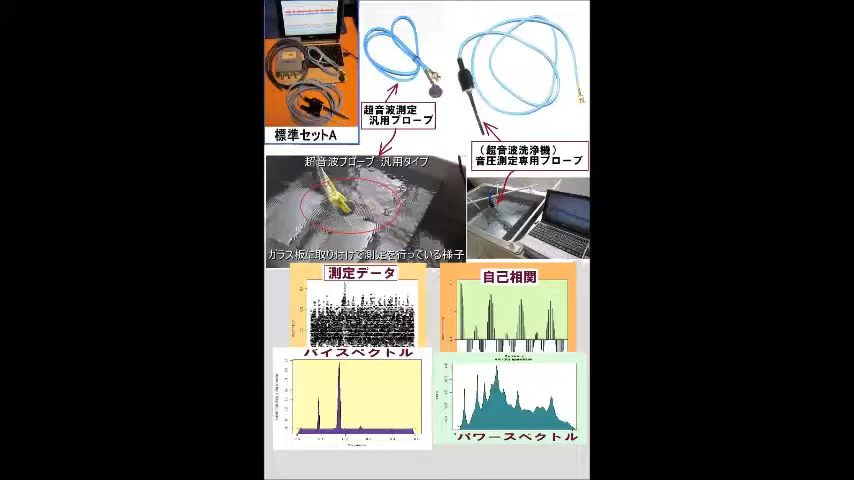 標準セットA
超音波測定
汎用プローブ
(超音波洗浄機)
音圧測定専用プローブ
超音波プローブ 汎用タイプ
ガラス板に取り付けて測定を行っている様子
測定データ
自己相関
バイスペクトル
パワースペクトル